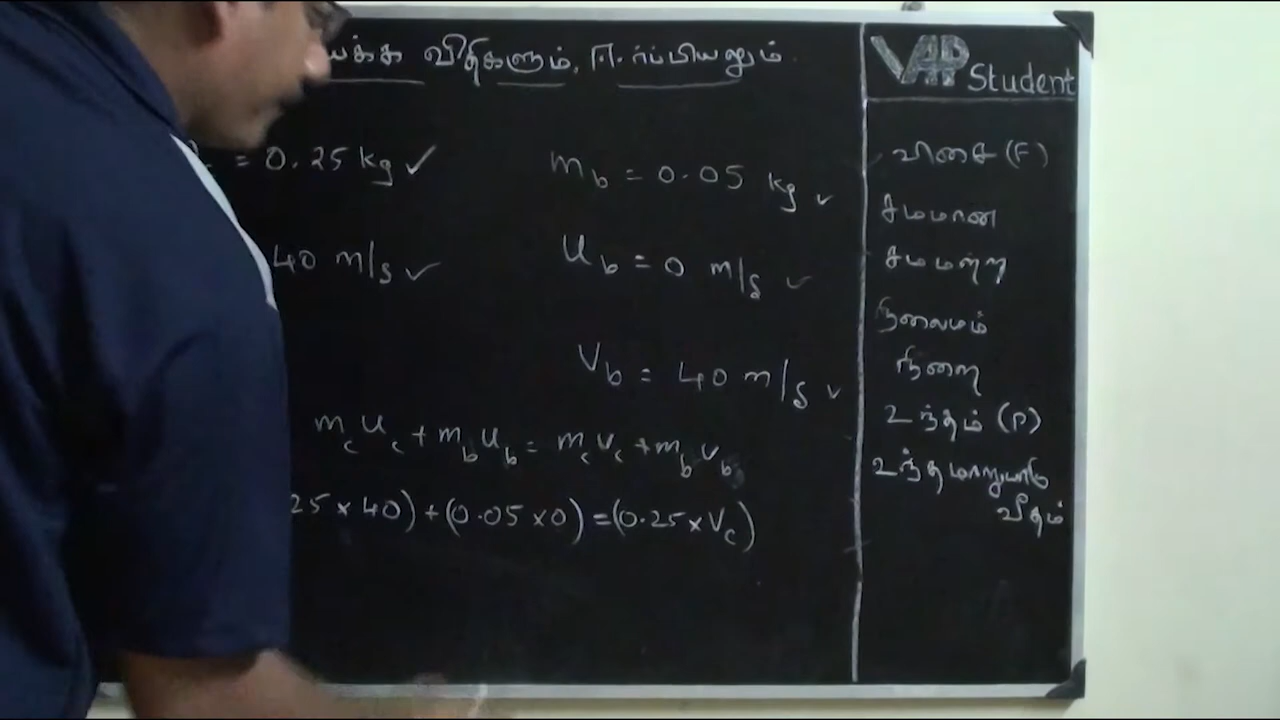 விதிகளும்,
VAP Student
= 0.25 kg ✓
m_b = 0.05 kg ✓
40 m/s ✓
u_b = 0 m/s ✓
v_b = 40 m/s ✓
m_c u_c + m_b u_b = m_c v_c + m_b v_b
25 × 40) + (0.05 × 0) = (0.25 × v_c)
விசை (F)
சமமான
சமமற்ற
நிலைமம்
நிறை
உந்தம் (P)
உந்தமாறுபாடு
வீதம்